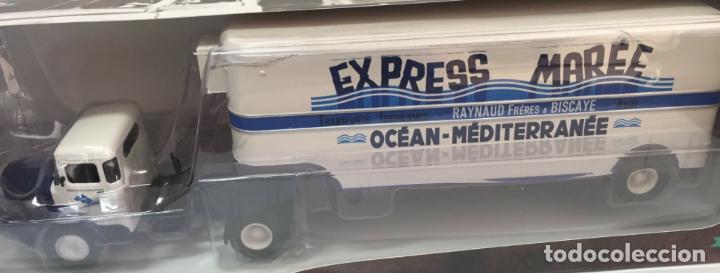 EXPRESS MARÉE
RAYNAUD FRÈRES & BISCAYE
OCÉAN-MÉDITERRANÉE
todocoleccion